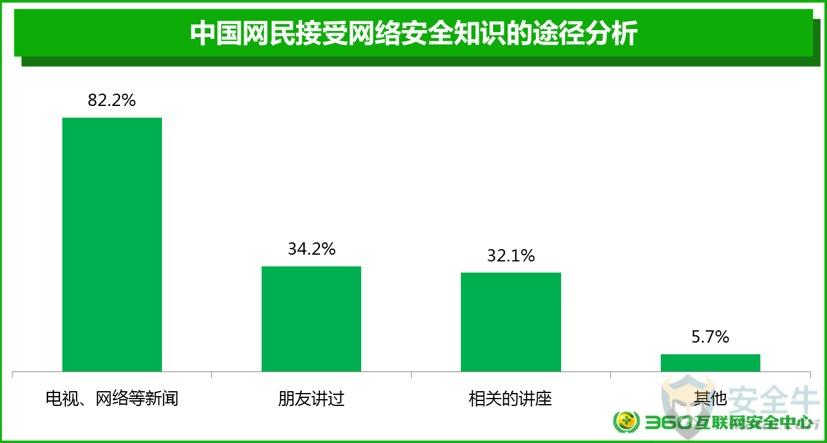 中国网民接受网络安全知识的途径分析
82.2%
34.2%
32.1%
5.7%
电视、网络等新闻
朋友讲过
相关的讲座
其他
安全牛
360互联网安全中心